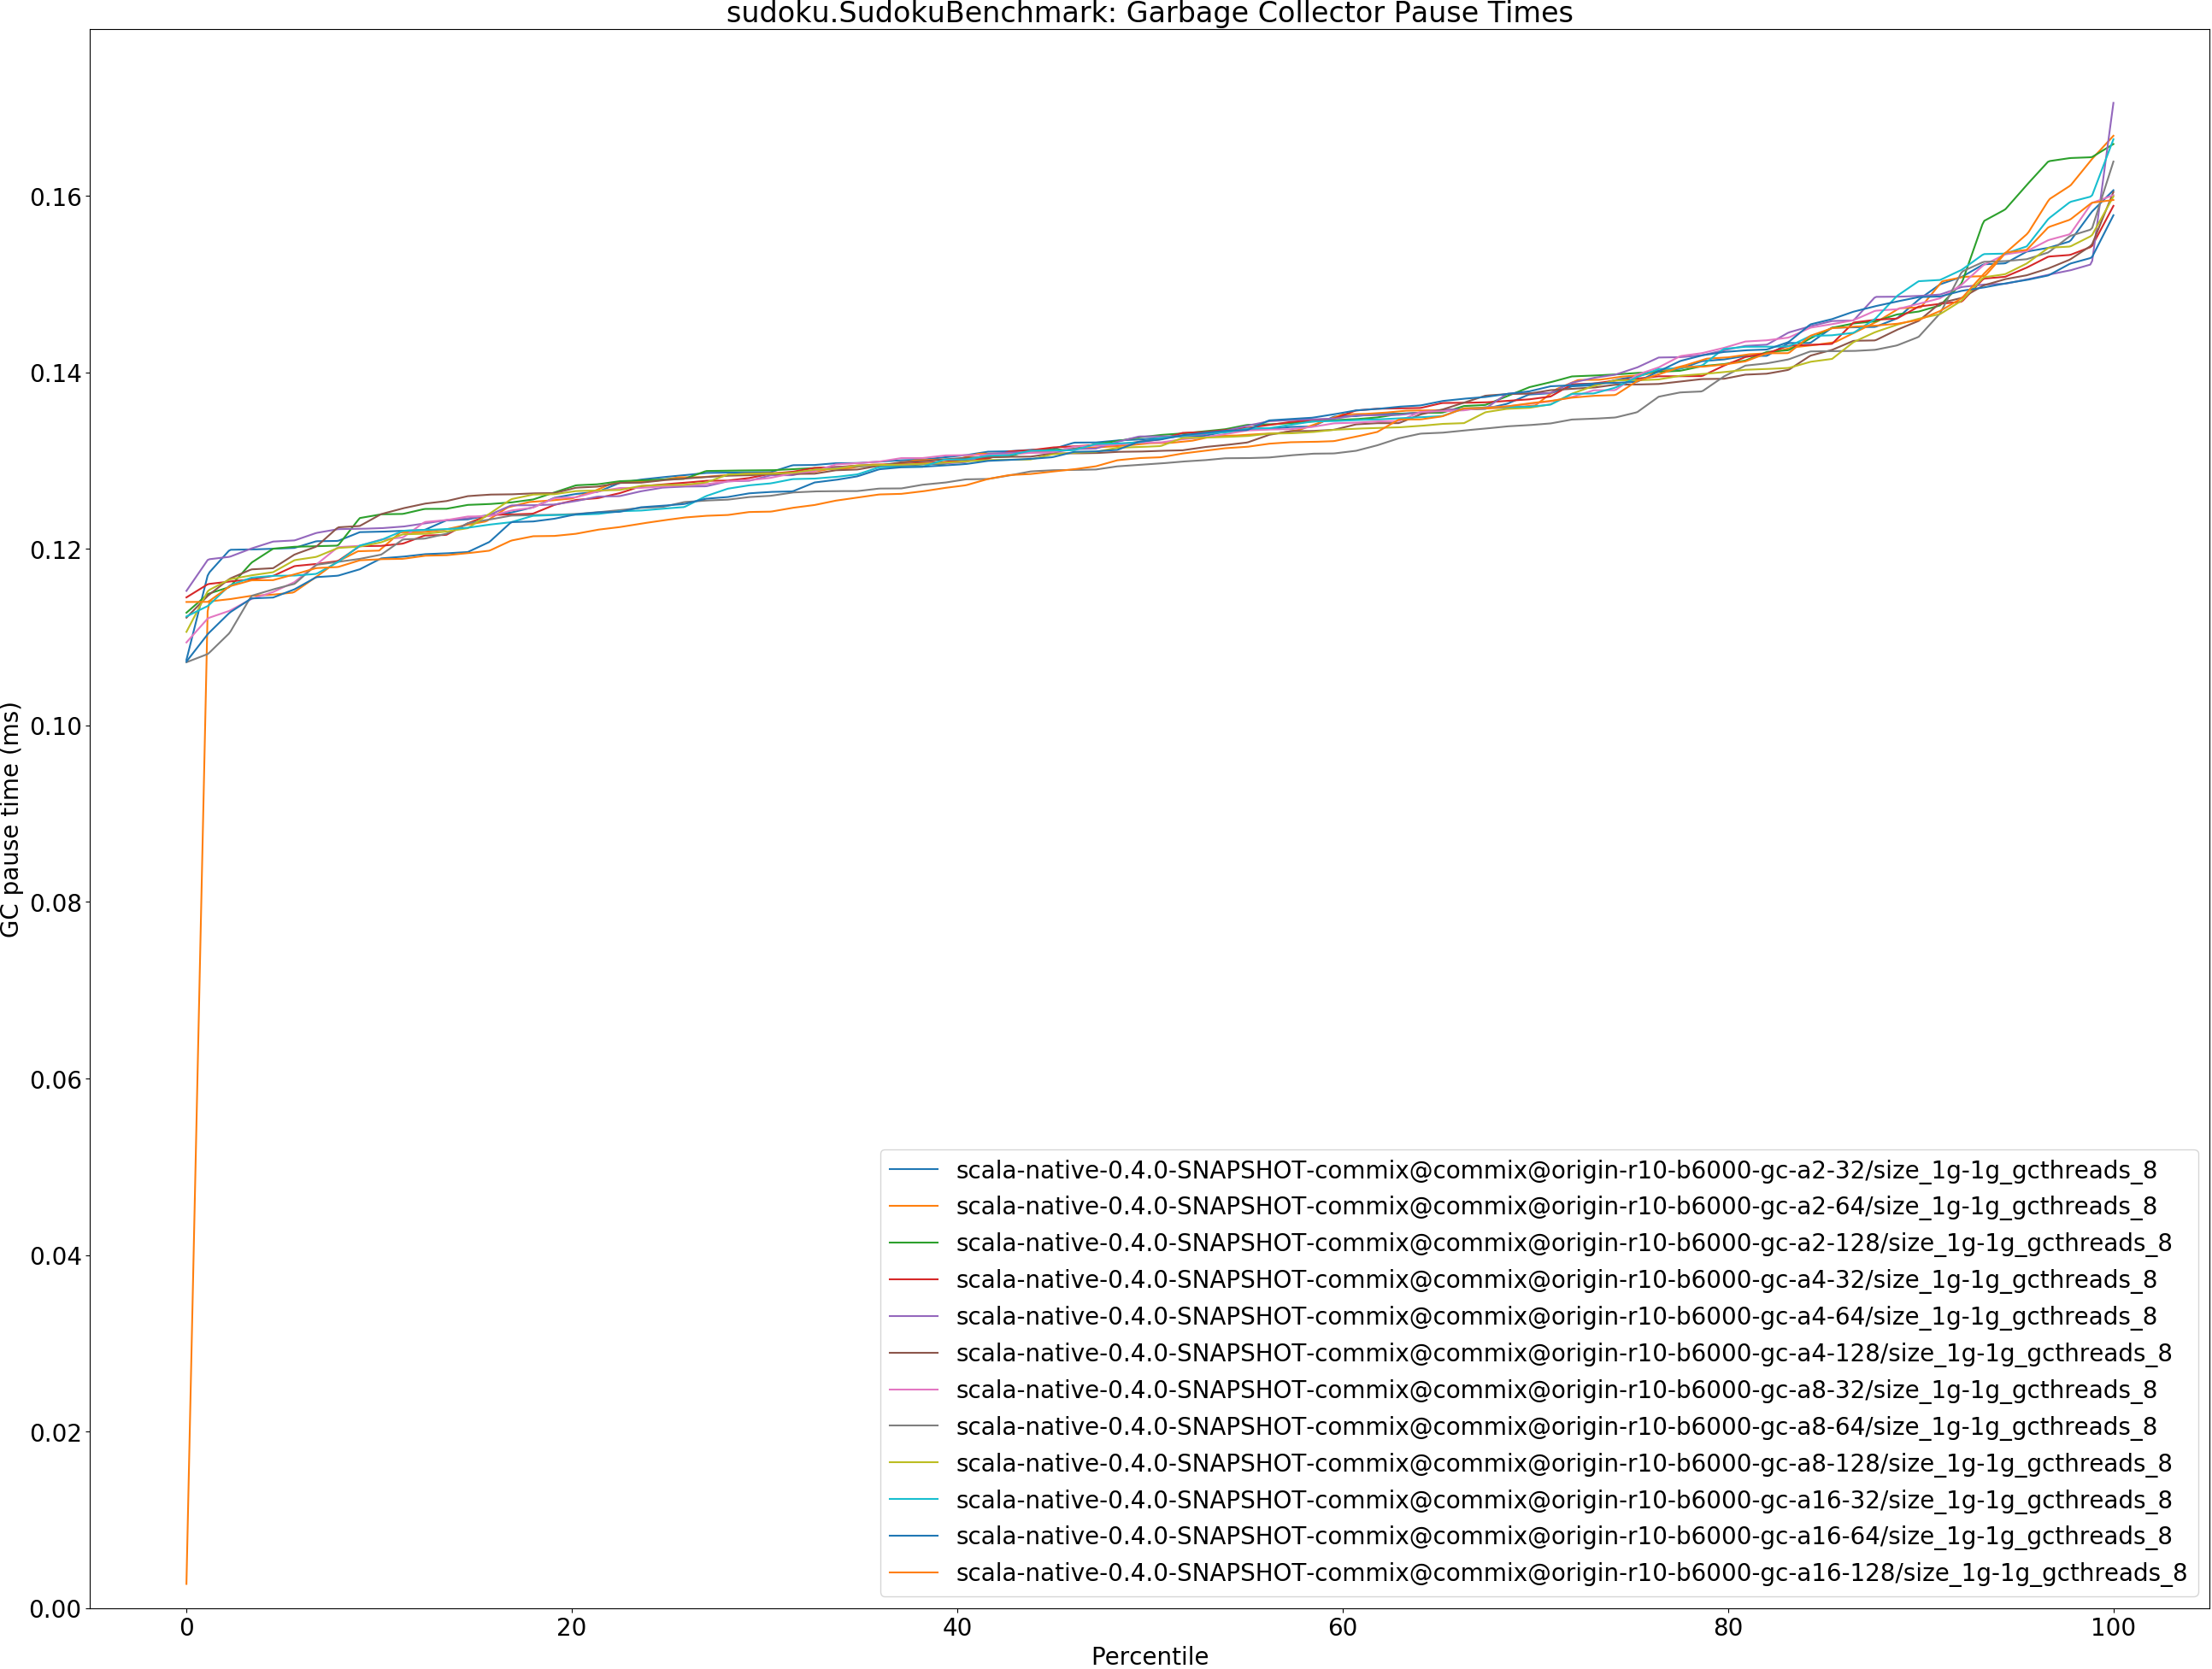 sudoku.SudokuBenchmark: Garbage Collector Pause Times
GC pause time (ms)
0.16
0.14
0.12
0.10
0.08
0.06
0.04
0.02
0.00
scala-native-0.4.0-SNAPSHOT-commix@commix@origin-r10-b6000-gc-a2-32/size_1g-1g_gcthreads_8
scala-native-0.4.0-SNAPSHOT-commix@commix@origin-r10-b6000-gc-a2-64/size_1g-1g_gcthreads_8
scala-native-0.4.0-SNAPSHOT-commix@commix@origin-r10-b6000-gc-a2-128/size_1g-1g_gcthreads_8
scala-native-0.4.0-SNAPSHOT-commix@commix@origin-r10-b6000-gc-a4-32/size_1g-1g_gcthreads_8
scala-native-0.4.0-SNAPSHOT-commix@commix@origin-r10-b6000-gc-a4-64/size_1g-1g_gcthreads_8
scala-native-0.4.0-SNAPSHOT-commix@commix@origin-r10-b6000-gc-a4-128/size_1g-1g_gcthreads_8
scala-native-0.4.0-SNAPSHOT-commix@commix@origin-r10-b6000-gc-a8-32/size_1g-1g_gcthreads_8
scala-native-0.4.0-SNAPSHOT-commix@commix@origin-r10-b6000-gc-a8-64/size_1g-1g_gcthreads_8
scala-native-0.4.0-SNAPSHOT-commix@commix@origin-r10-b6000-gc-a8-128/size_1g-1g_gcthreads_8
scala-native-0.4.0-SNAPSHOT-commix@commix@origin-r10-b6000-gc-a16-32/size_1g-1g_gcthreads_8
scala-native-0.4.0-SNAPSHOT-commix@commix@origin-r10-b6000-gc-a16-64/size_1g-1g_gcthreads_8
scala-native-0.4.0-SNAPSHOT-commix@commix@origin-r10-b6000-gc-a16-128/size_1g-1g_gcthreads_8
0 20 40 60 80 100
Percentile